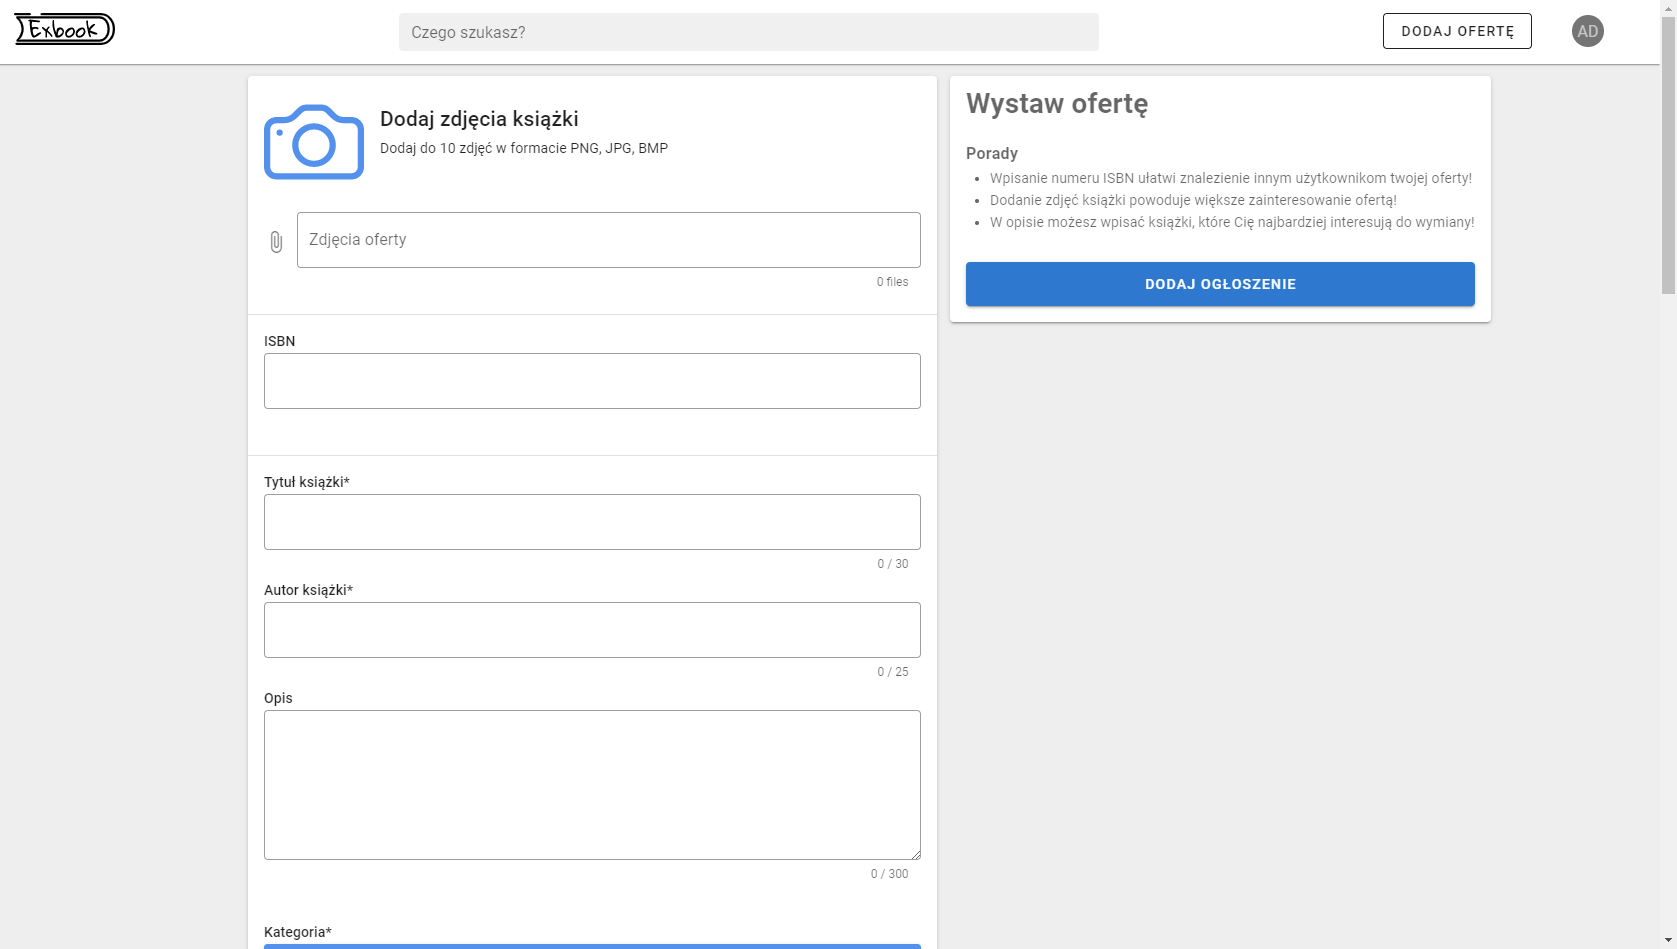 Exbook
Czego szukasz?
DODAJ OFERTĘ
AD
Dodaj zdjęcia książki
Dodaj do 10 zdjęć w formacie PNG, JPG, BMP
Zdjęcia oferty
0 files
ISBN
Tytuł książki*
0 / 30
Autor książki*
0 / 25
Opis
0 / 300
Kategoria*
Wystaw ofertę
Porady
Wpisanie numeru ISBN ułatwi znalezienie innym użytkownikom twojej oferty!
Dodanie zdjęć książki powoduje większe zainteresowanie ofertą!
W opisie możesz wpisać książki, które Cię najbardziej interesują do wymiany!
DODAJ OGŁOSZENIE